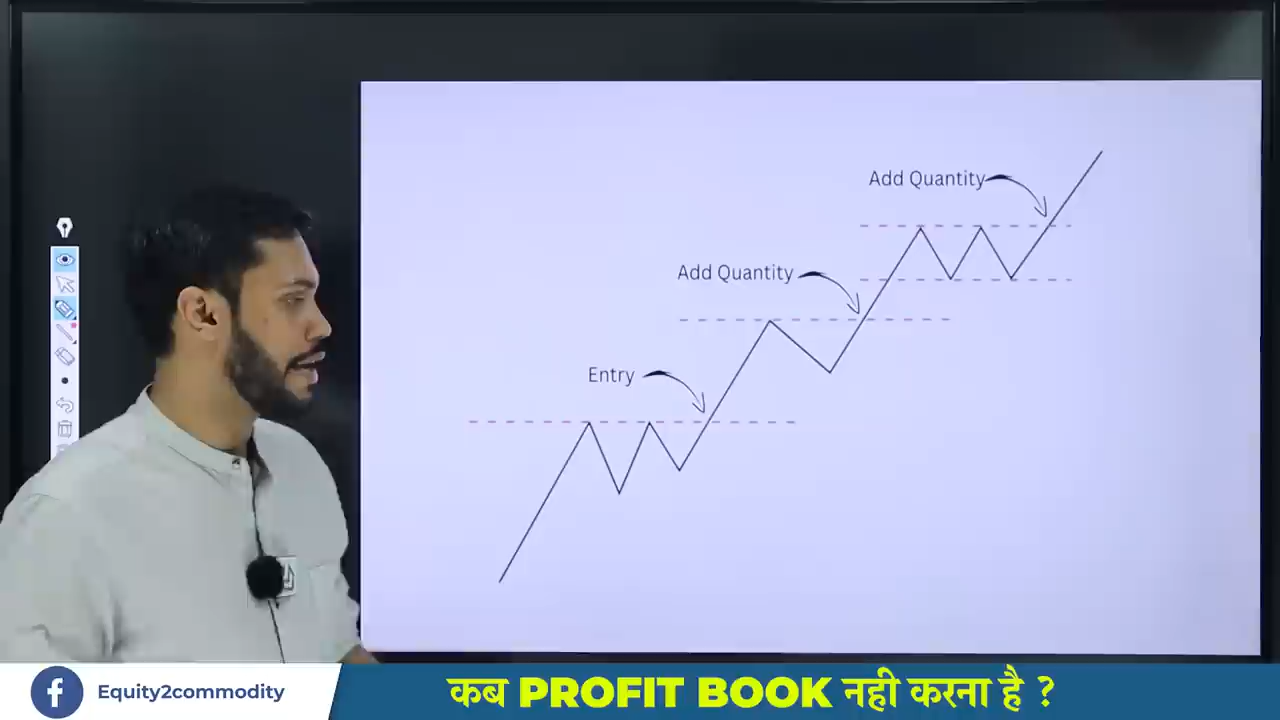 Add Quantity
Add Quantity
Entry
Equity2commodity
कब PROFIT BOOK नही करना है ?